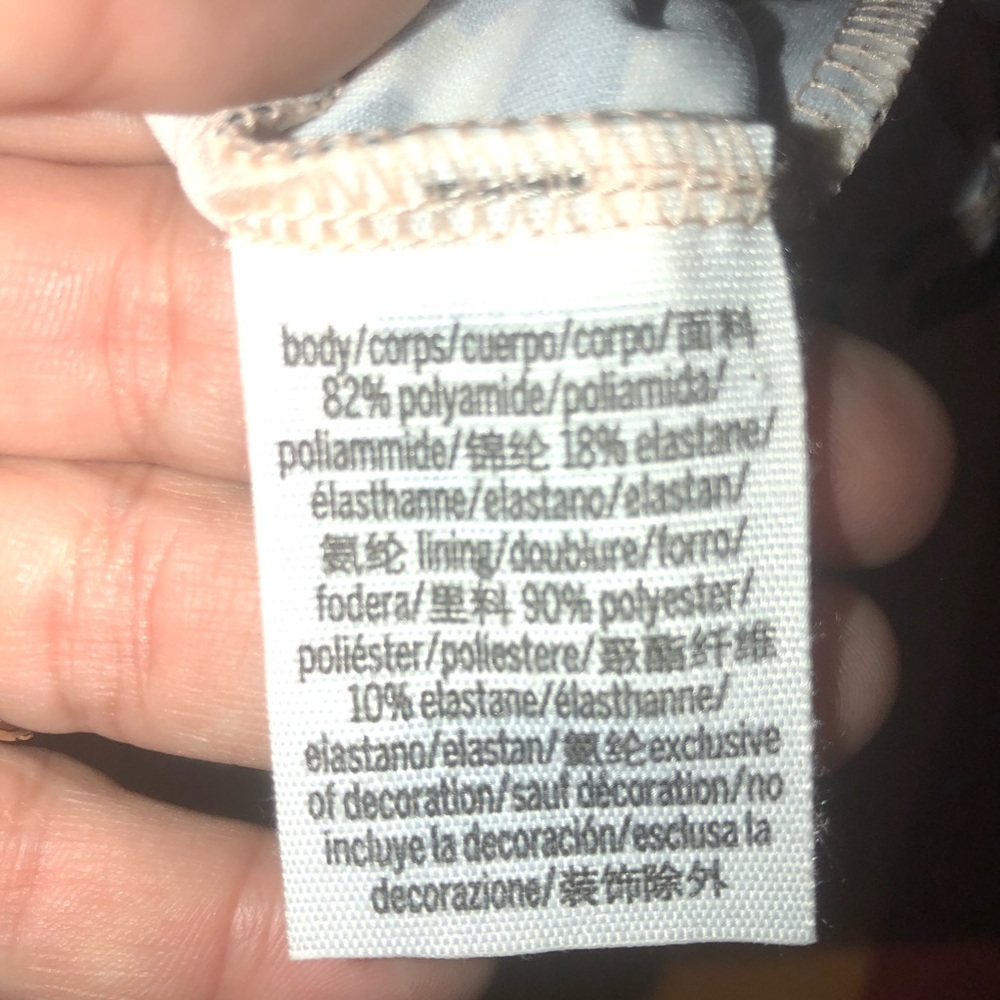 body/corps/cuerpo/corpo/面料
82% polyamide/poliamida/
poliammide/锦纶 18% elastane/
élasthanne/elastano/elastan/
氨纶 lining/doublure/forro/
fodera/里料 90% polyester/
poliéster/poliestere/聚酯纤维
10% elastane/élasthanne/
elastano/elastan/氨纶exclusive
of decoration/sauf décoration/no
incluye la decoración/esclusa la
decorazione/装饰除外